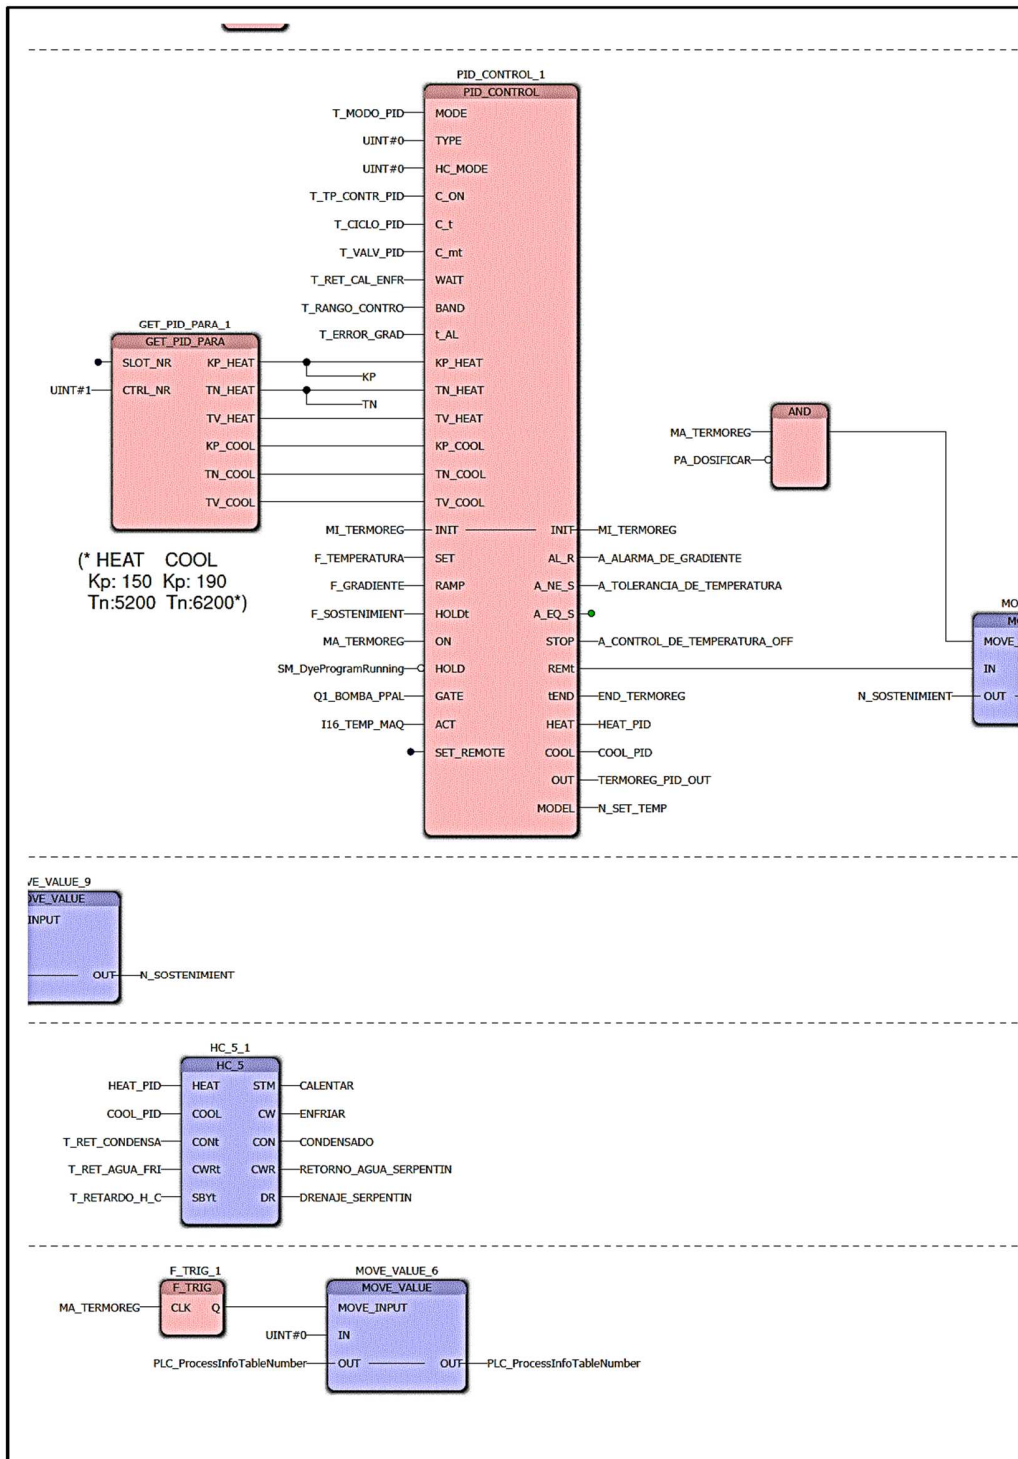 PID_CONTROL_1
PID_CONTROL
T_MODO_PID MODE
UINT#0 TYPE
UINT#0 HC_MODE
T_TP_CONTR_PID C_ON
T_CICLO_PID C_t
T_VALV_PID C_mt
T_RET_CAL_ENFR WAIT
T_RANGO_CONTRO BAND
T_ERROR_GRAD t_AL
GET_PID_PARA_1
GET_PID_PARA
SLOT_NR KP_HEAT KP_HEAT
KP
UINT#1 CTRL_NR TN_HEAT TN_HEAT
TN
TV_HEAT TV_HEAT
KP_COOL KP_COOL
TN_COOL TN_COOL
TV_COOL TV_COOL
AND
MA_TERMOREG
PA_DOSIFICAR
(* HEAT COOL
Kp: 150 Kp: 190
Tn:5200 Tn:6200*)
MI_TERMOREG INIT INIT MI_TERMOREG
F_TEMPERATURA SET AL_R A_ALARMA_DE_GRADIENTE
F_GRADIENTE RAMP A_NE_S A_TOLERANCIA_DE_TEMPERATURA
F_SOSTENIMIENT HOLDt A_EQ_S
MA_TERMOREG ON STOP A_CONTROL_DE_TEMPERATURA_OFF
SM_DyeProgramRunning HOLD REMt
Q1_BOMBA_PPAL GATE tEND END_TERMOREG
I16_TEMP_MAQ ACT HEAT HEAT_PID
SET_REMOTE COOL COOL_PID
OUT TERMOREG_PID_OUT
MODEL N_SET_TEMP
MO
MO
MOVE_
IN
N_SOSTENIMIENT OUT
VE_VALUE_9
OVE_VALUE
INPUT
OUT N_SOSTENIMIENT
HC_5_1
HC_5
HEAT_PID HEAT STM CALENTAR
COOL_PID COOL CW ENFRIAR
T_RET_CONDENSA CONt CON CONDENSADO
T_RET_AGUA_FRI CWRt CWR RETORNO_AGUA_SERPENTIN
T_RETARDO_H_C SBYt DR DRENAJE_SERPENTIN
F_TRIG_1
F_TRIG
MA_TERMOREG CLK Q
MOVE_VALUE_6
MOVE_VALUE
MOVE_INPUT
UINT#0 IN
PLC_ProcessInfoTableNumber OUT OUT PLC_ProcessInfoTableNumber